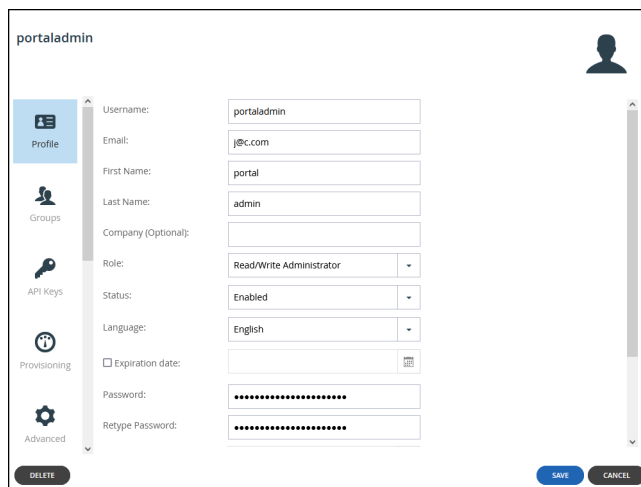 portaladmin
Profile
Groups
API Keys
Provisioning
Advanced
Username: portaladmin
Email: j@c.com
First Name: portal
Last Name: admin
Company (Optional):
Role: Read/Write Administrator
Status: Enabled
Language: English
Expiration date:
Password: ••••••••••••••••••••••
Retype Password: ••••••••••••••••••••••
DELETE SAVE CANCEL